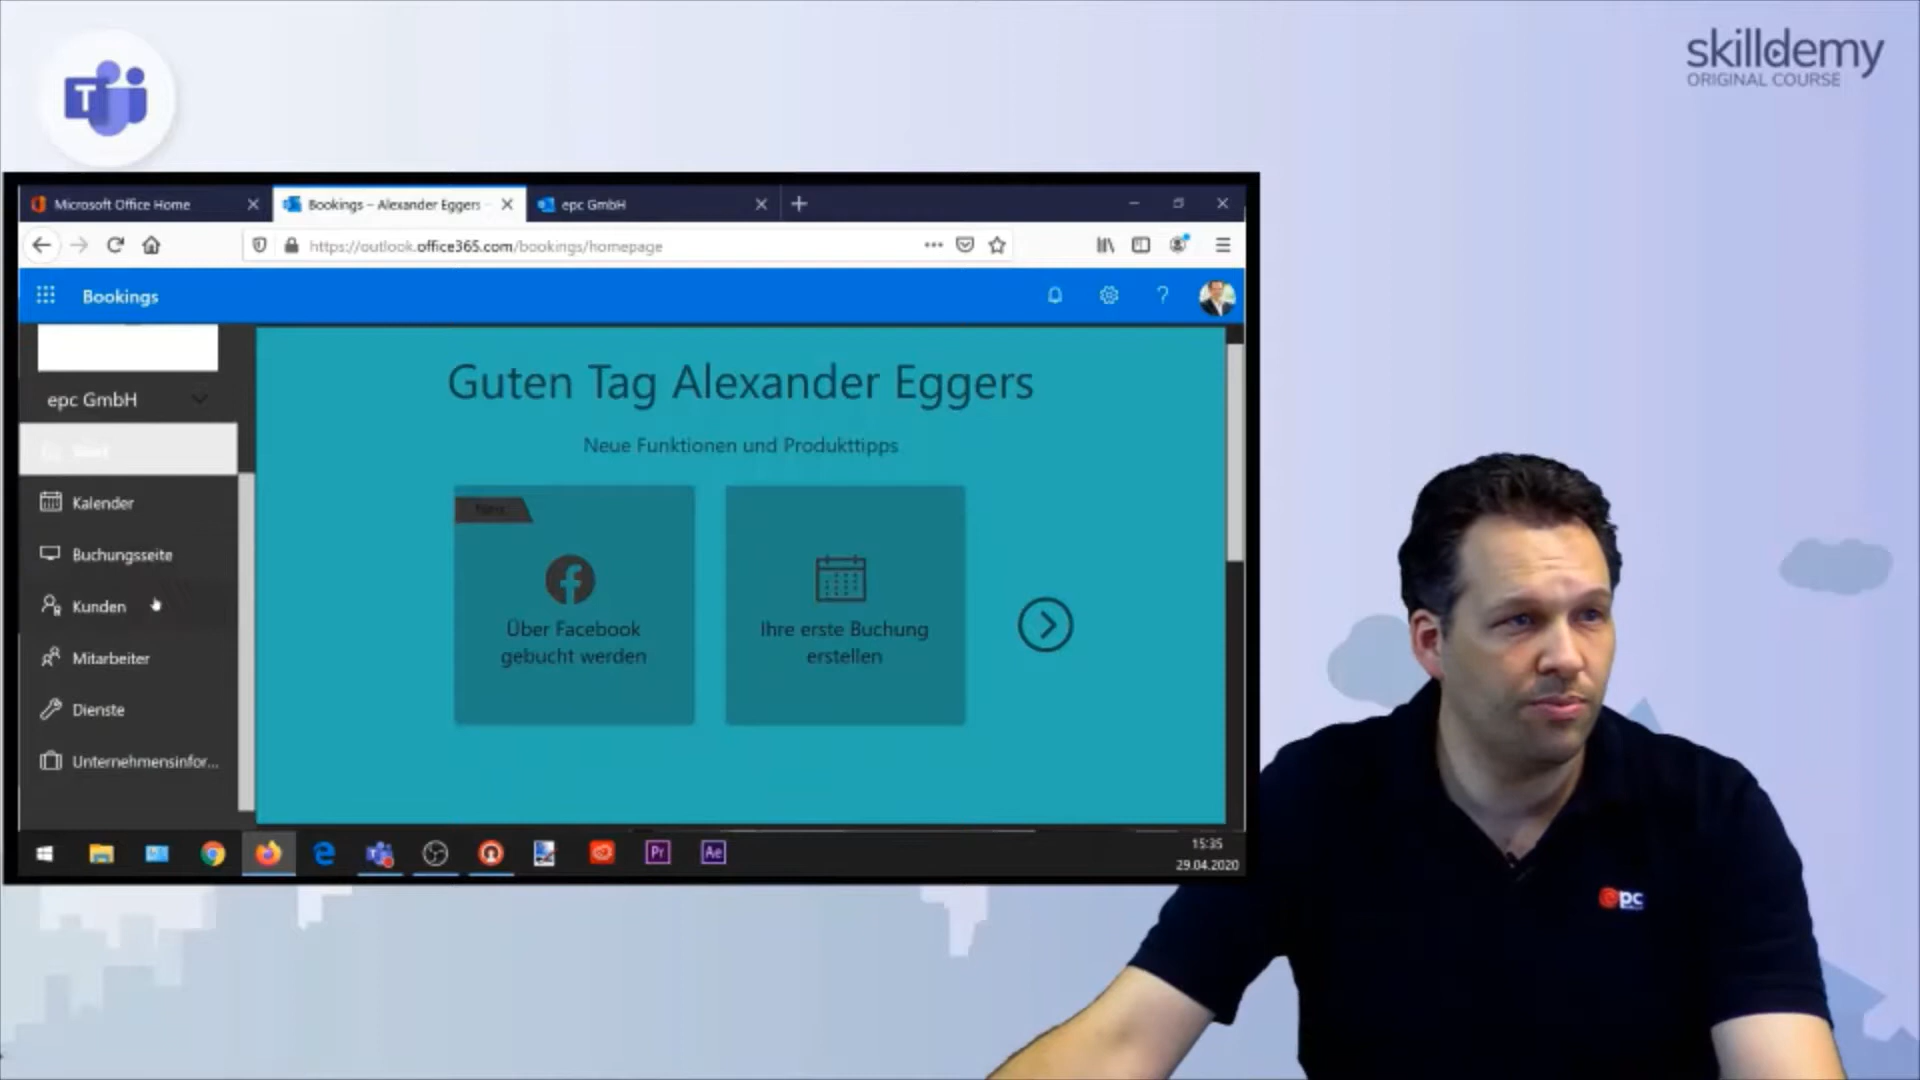 T
skilldemy
ORIGINAL COURSE
Microsoft Office Home
Bookings – Alexander Eggers
epc GmbH
https://outlook.office365.com/bookings/homepage
Bookings
epc GmbH
Kalender
Buchungsseite
Kunden
Mitarbeiter
Dienste
Unternehmensinfor...
Guten Tag Alexander Eggers
Neue Funktionen und Produkttipps
Über Facebook
gebucht werden
Ihre erste Buchung
erstellen
Pr
Ae
15:35
29.04.2020
epc